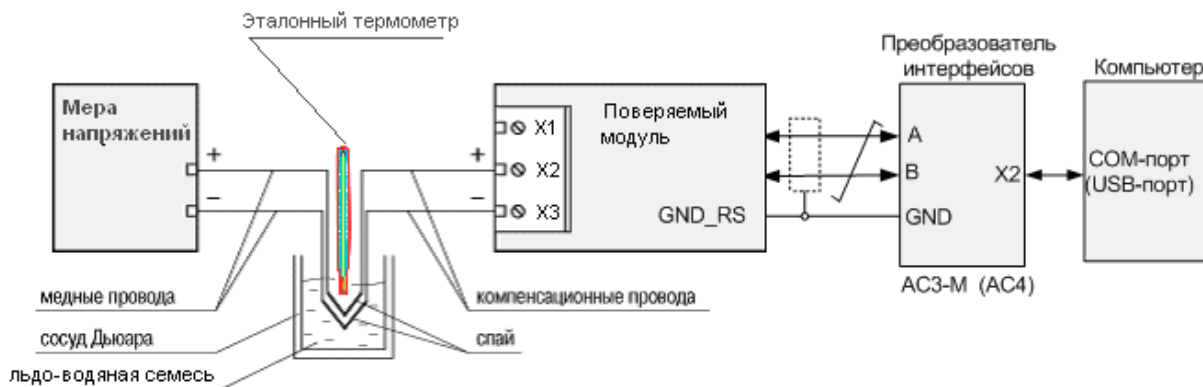 Эталонный термометр
Преобразователь
интерфейсов
Компьютер
Мера
напряжений
+
−
+
−
X1
X2
X3
Поверяемый
модуль
GND_RS
A
B
X2
GND
COM-порт
(USB-порт)
AC3-M (AC4)
медные провода
компенсационные провода
сосуд Дьюара
спай
льдо-водяная семесь